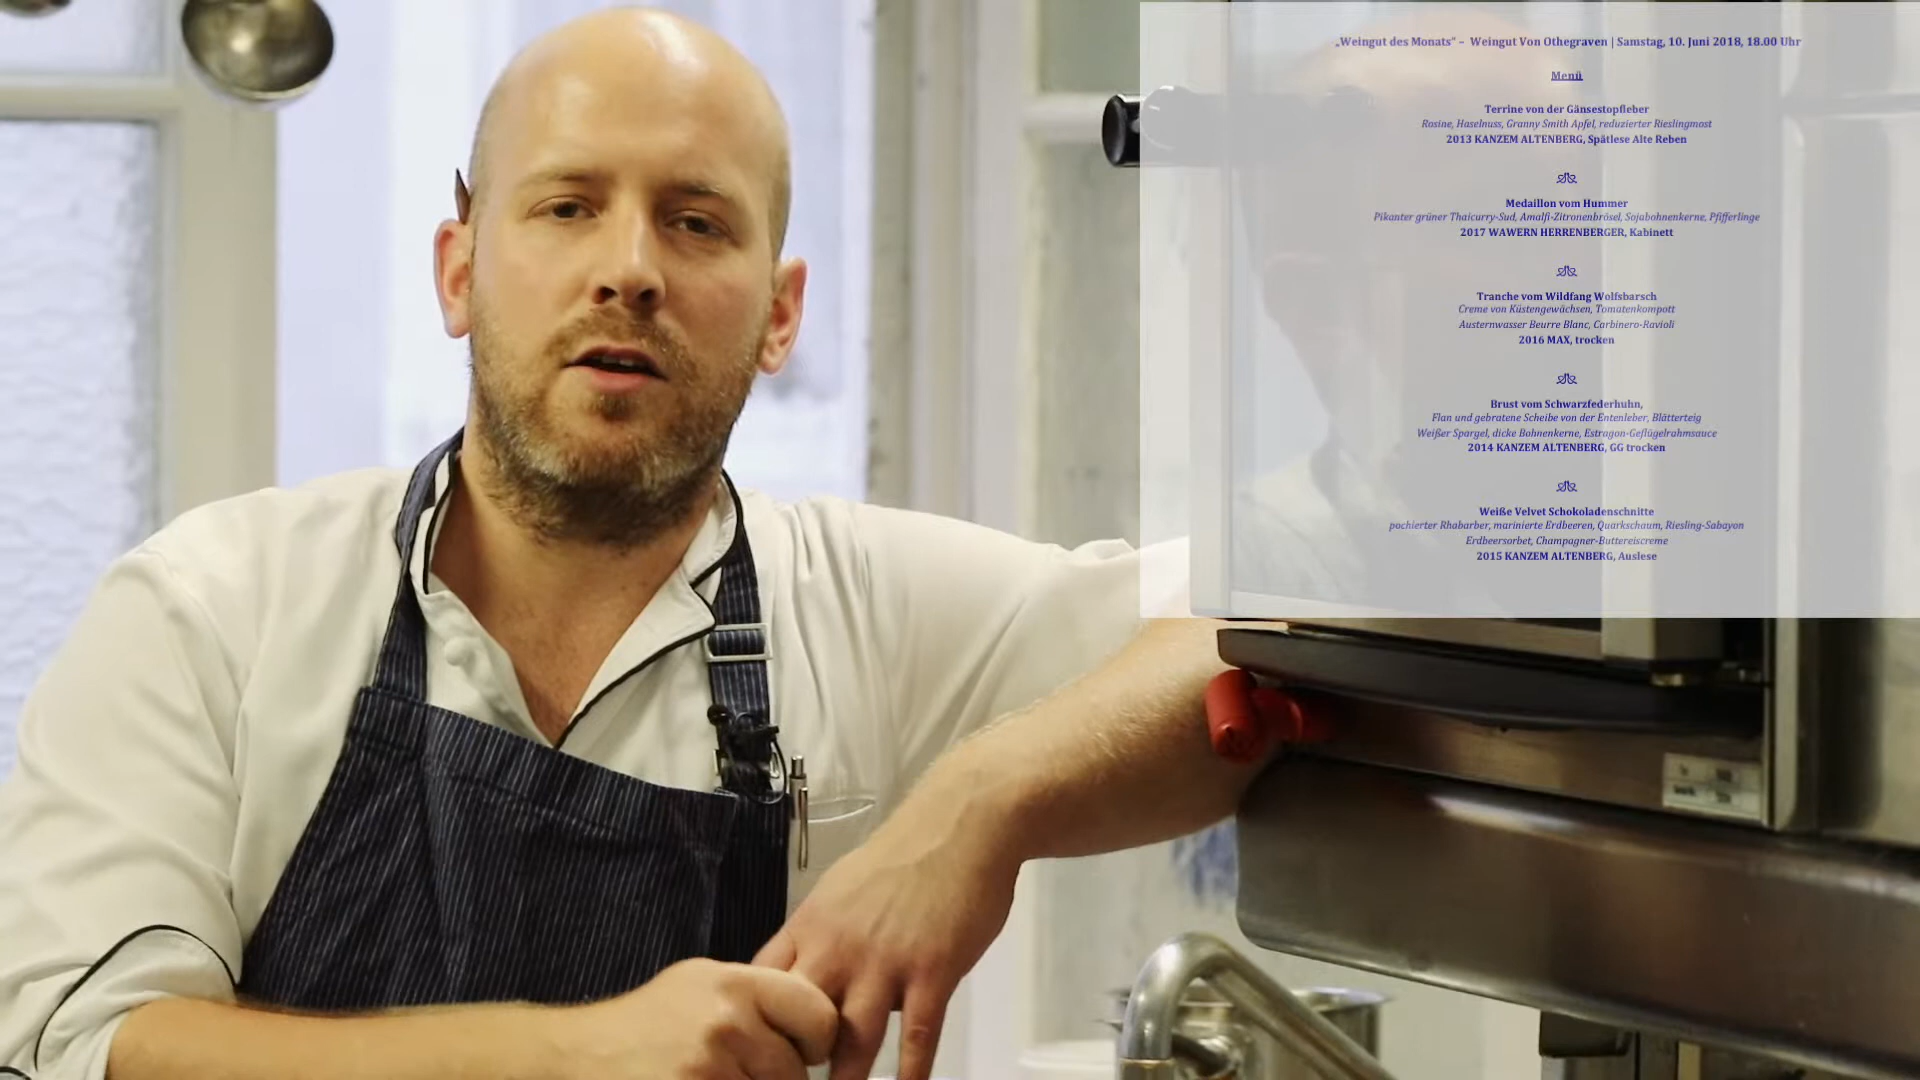 „Weingut des Monats“ – Weingut Von Othegraven | Samstag, 10. Juni 2018, 18.00 Uhr
Menü
Terrine von der Gänsestopfleber
Rosine, Haselnuss, Granny Smith Apfel, reduzierter Rieslingmost
2013 KANZEM ALTENBERG, Spätlese Alte Reben
Medaillon vom Hummer
Pikanter grüner Thaicurry-Sud, Amalfi-Zitronenbrösel, Sojabohnenkerne, Pfifferlinge
2017 WAWERN HERRENBERGER, Kabinett
Tranche vom Wildfang Wolfsbarsch
Creme von Küstengewächsen, Tomatenkompott
Austernwasser Beurre Blanc, Carbinero-Ravioli
2016 MAX, trocken
Brust vom Schwarzfederhuhn,
Flan und gebratene Scheibe von der Entenleber, Blätterteig
Weißer Spargel, dicke Bohnenkerne, Estragon-Geflügelrahmsauce
2014 KANZEM ALTENBERG, GG trocken
Weiße Velvet Schokoladenschnitte
pochierter Rhabarber, marinierte Erdbeeren, Quarkschaum, Riesling-Sabayon
Erdbeersorbet, Champagner-Buttereiscreme
2015 KANZEM ALTENBERG, Auslese